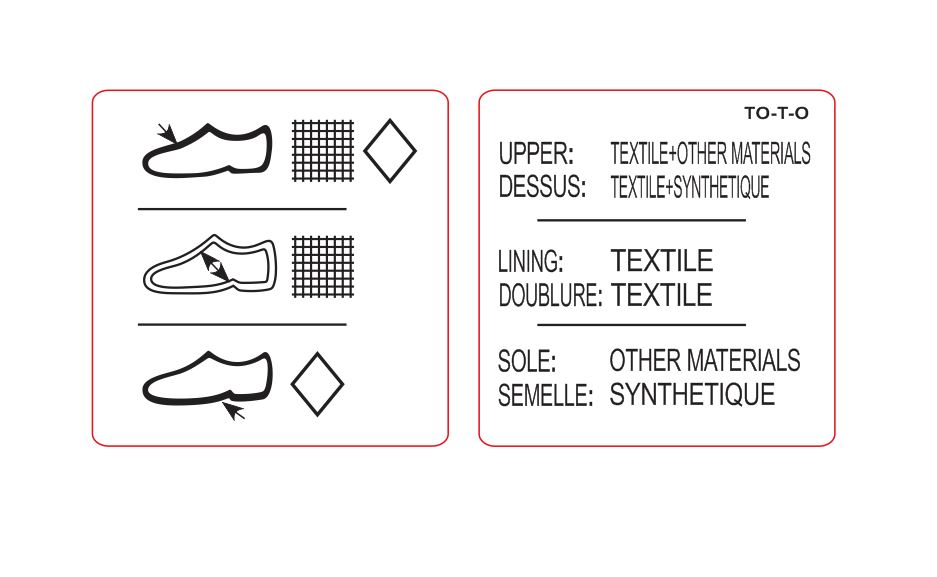 TO-T-O
UPPER: TEXTILE+OTHER MATERIALS
DESSUS: TEXTILE+SYNTHETIQUE
LINING: TEXTILE
DOUBLURE: TEXTILE
SOLE: OTHER MATERIALS
SEMELLE: SYNTHETIQUE